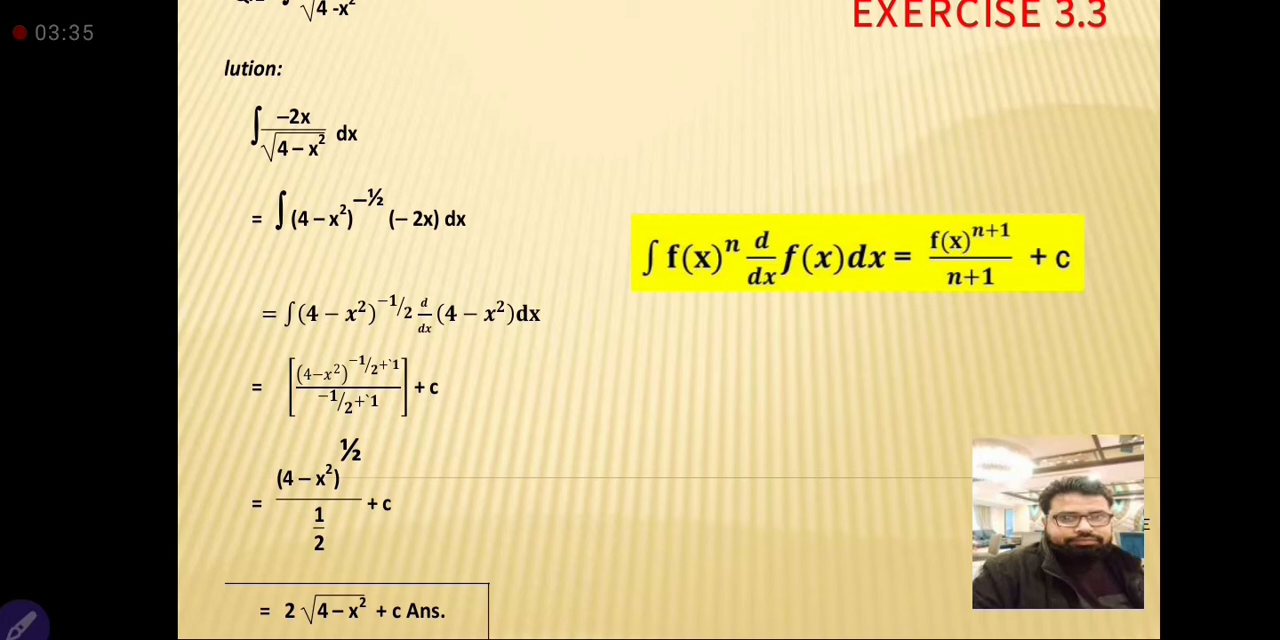 03:35
√4 -x²
EXERCISE 3.3
lution:
∫ −2x / √4 – x² dx
= ∫ (4 – x²)^–½ (– 2x) dx
∫ f(x)ⁿ d/dx f(x)dx = f(x)ⁿ⁺¹ / n+1 + c
= ∫(4 − x²)^−1/2 d/dx (4 − x²)dx
= [(4−x²)^−1/2+`1 / −1/2+`1] + c
= (4 – x²)^½ / 1/2 + c
E
= 2 √4 – x² + c Ans.